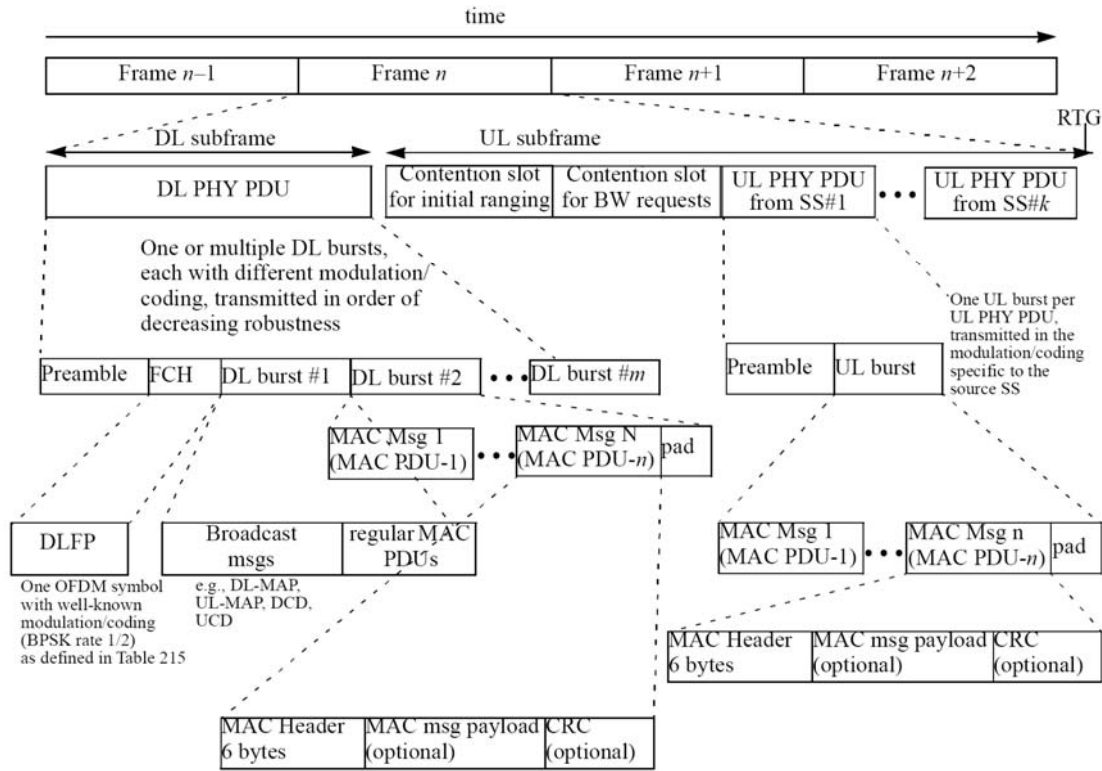 time
Frame n–1
Frame n
Frame n+1
Frame n+2
RTG
DL subframe
UL subframe
DL PHY PDU
Contention slot
for initial ranging
Contention slot
for BW requests
UL PHY PDU
from SS#1
•••
UL PHY PDU
from SS#k
One or multiple DL bursts,
each with different modulation/
coding, transmitted in order of
decreasing robustness
One UL burst per
UL PHY PDU,
transmitted in the
modulation/coding
specific to the
source SS
Preamble
FCH
DL burst #1
DL burst #2
•••
DL burst #m
Preamble
UL burst
MAC Msg 1
(MAC PDU-1)
•••
MAC Msg N
(MAC PDU-n)
pad
DLFP
Broadcast
msgs
regular MAC
PDUs
MAC Msg 1
(MAC PDU-1)
•••
MAC Msg n
(MAC PDU-n)
pad
One OFDM symbol
with well-known
modulation/coding
(BPSK rate 1/2)
as defined in Table 215
e.g., DL-MAP,
UL-MAP, DCD,
UCD
MAC Header
6 bytes
MAC msg payload
(optional)
CRC
(optional)
MAC Header
6 bytes
MAC msg payload
(optional)
CRC
(optional)